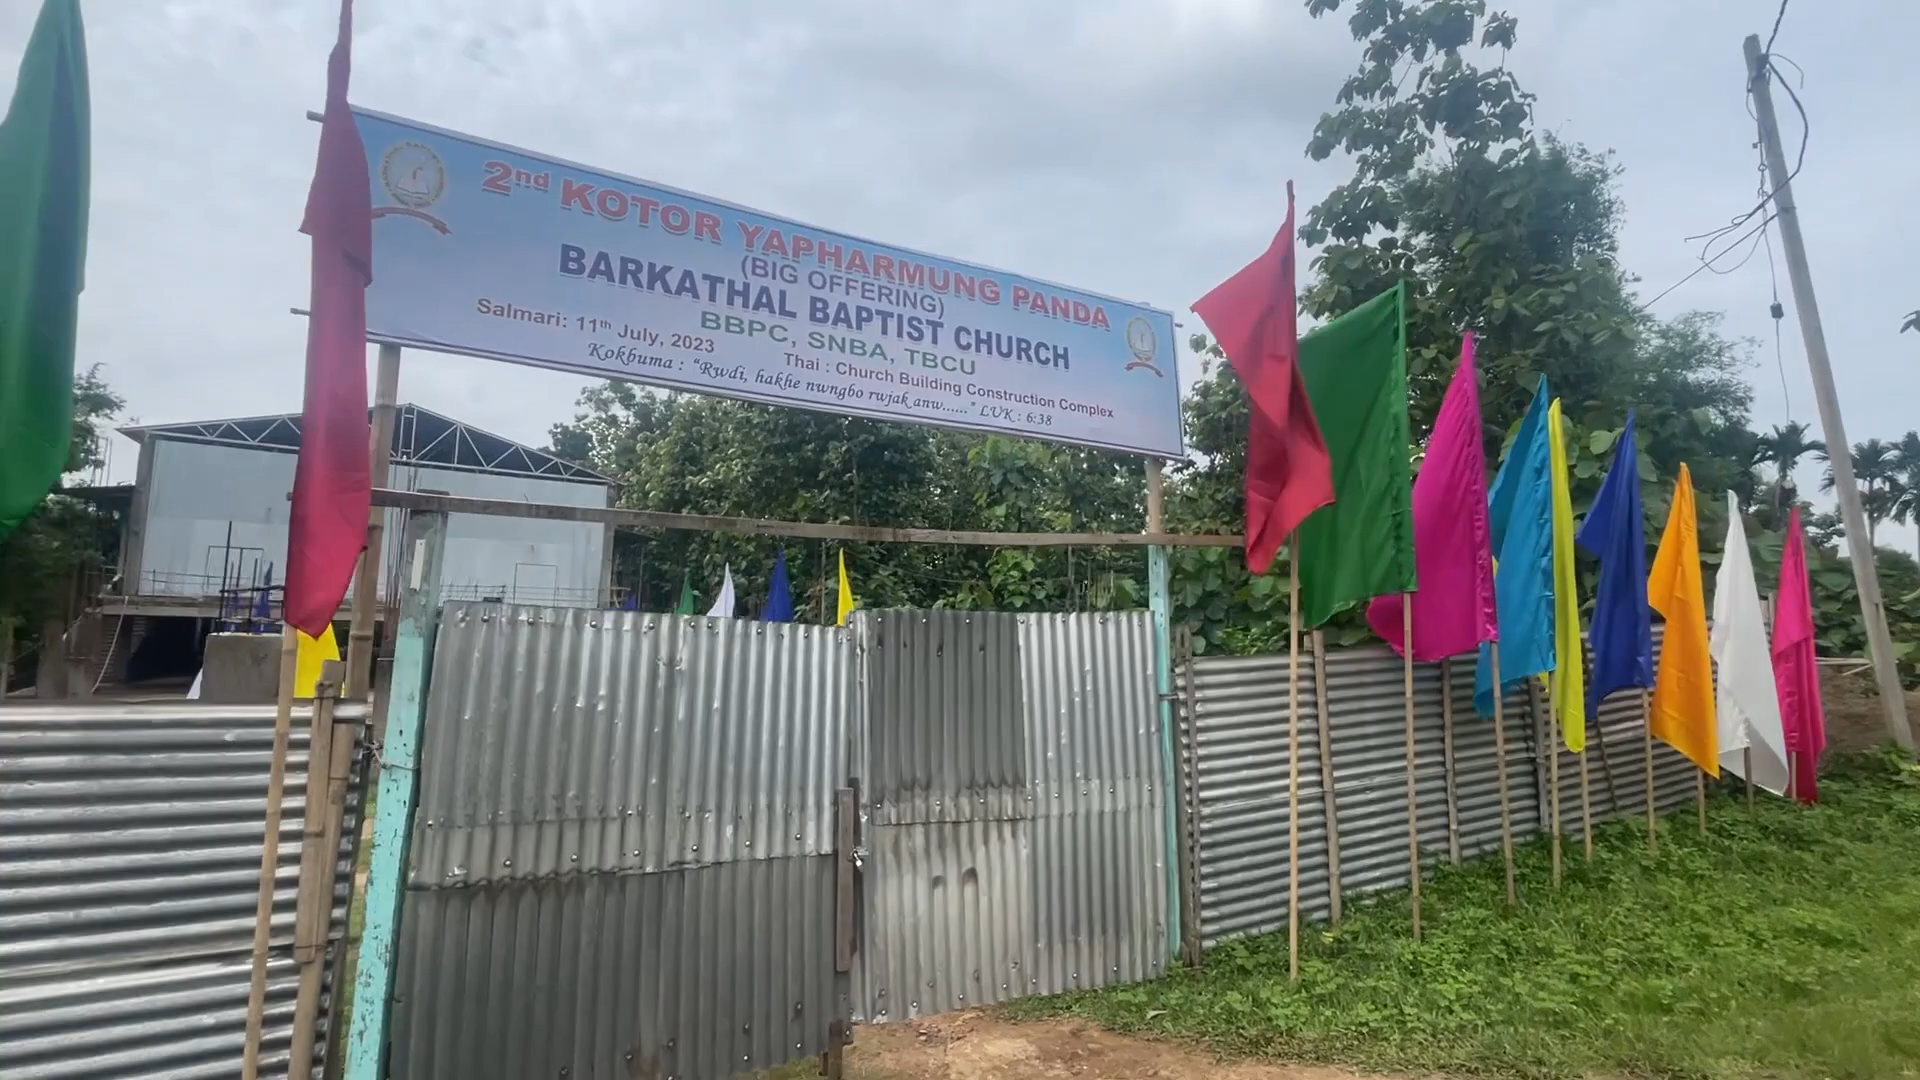 2nd KOTOR YAPHARMUNG PANDA
(BIG OFFERING)
BARKATHAL BAPTIST CHURCH
BBPC, SNBA, TBCU
Salmari: 11th July, 2023
Thai : Church Building Construction Complex
Kokbuma : "Rwdi, hakhe nwngbo rwjak anw......" LUK : 6:38